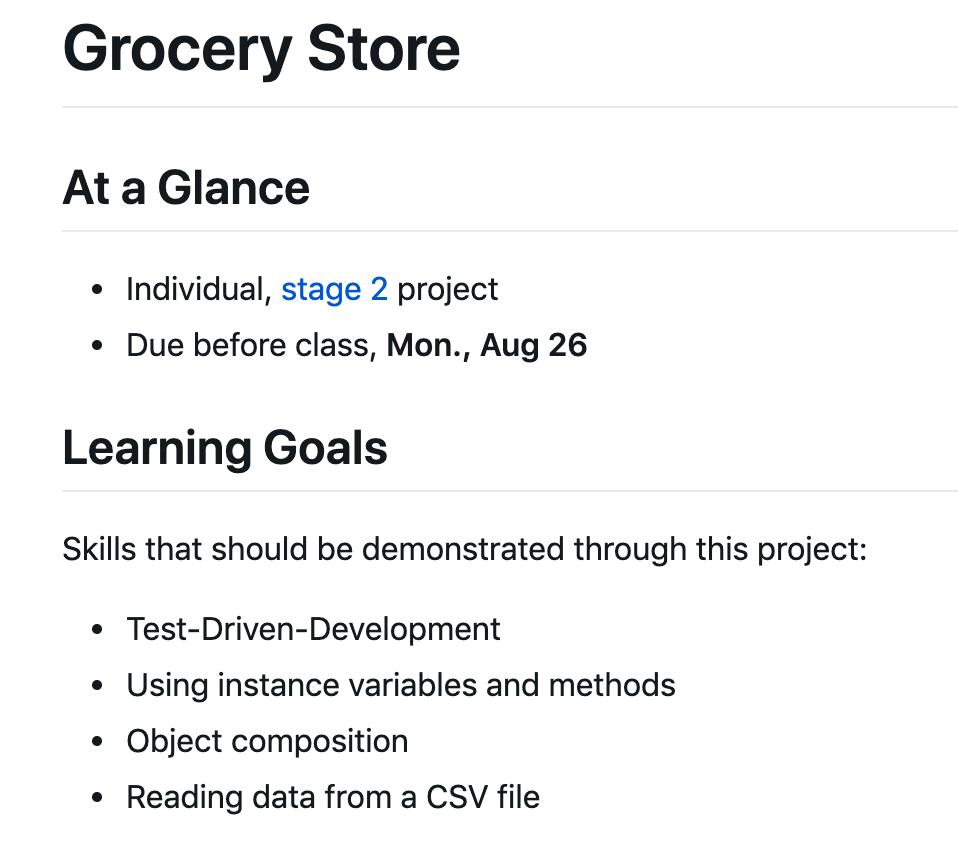 Grocery Store
At a Glance
• Individual, stage 2 project
• Due before class, Mon., Aug 26
Learning Goals
Skills that should be demonstrated through this project:
• Test-Driven-Development
• Using instance variables and methods
• Object composition
• Reading data from a CSV file